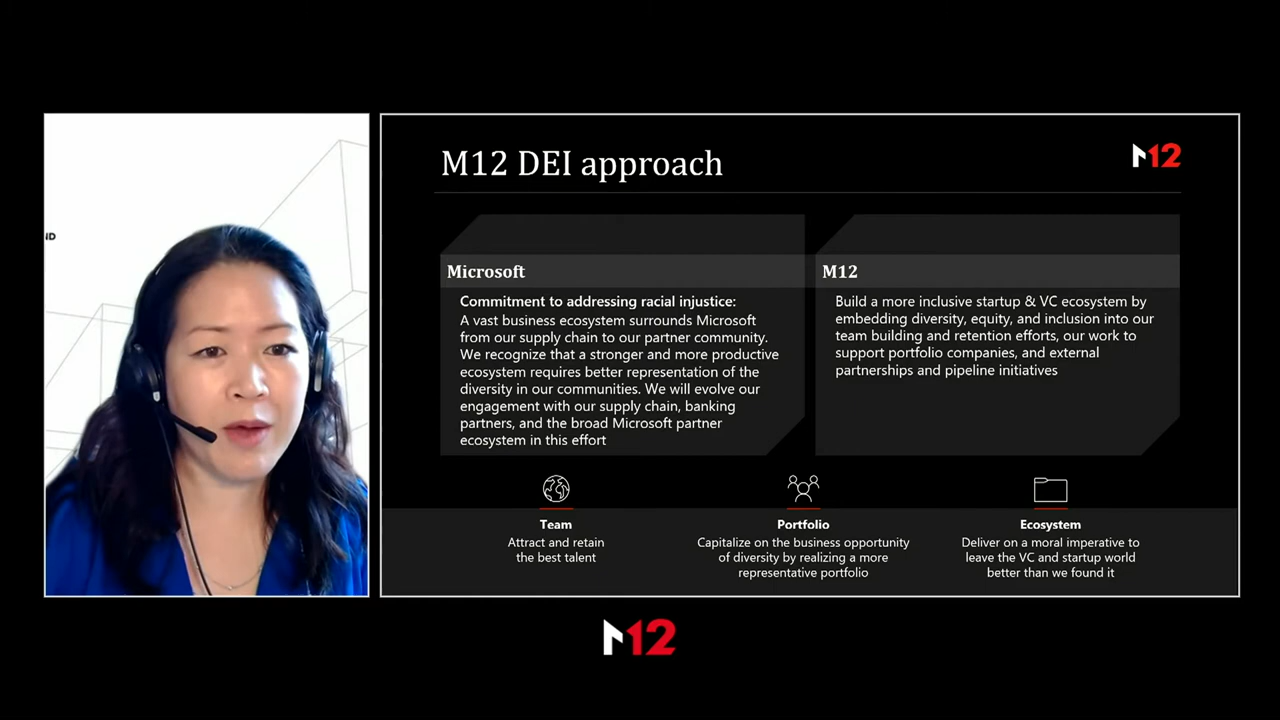 ND
M12 DEI approach
M12
Microsoft
Commitment to addressing racial injustice:
A vast business ecosystem surrounds Microsoft
from our supply chain to our partner community.
We recognize that a stronger and more productive
ecosystem requires better representation of the
diversity in our communities. We will evolve our
engagement with our supply chain, banking
partners, and the broad Microsoft partner
ecosystem in this effort
M12
Build a more inclusive startup & VC ecosystem by
embedding diversity, equity, and inclusion into our
team building and retention efforts, our work to
support portfolio companies, and external
partnerships and pipeline initiatives
Team
Attract and retain
the best talent
Portfolio
Capitalize on the business opportunity
of diversity by realizing a more
representative portfolio
Ecosystem
Deliver on a moral imperative to
leave the VC and startup world
better than we found it
M12